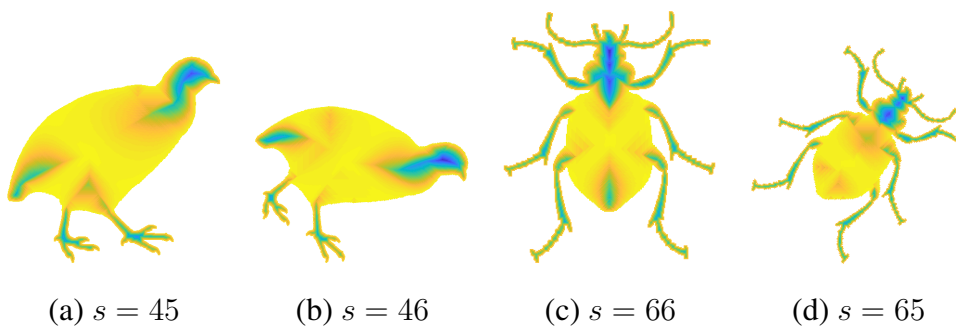 (a) s = 45 (b) s = 46 (c) s = 66 (d) s = 65